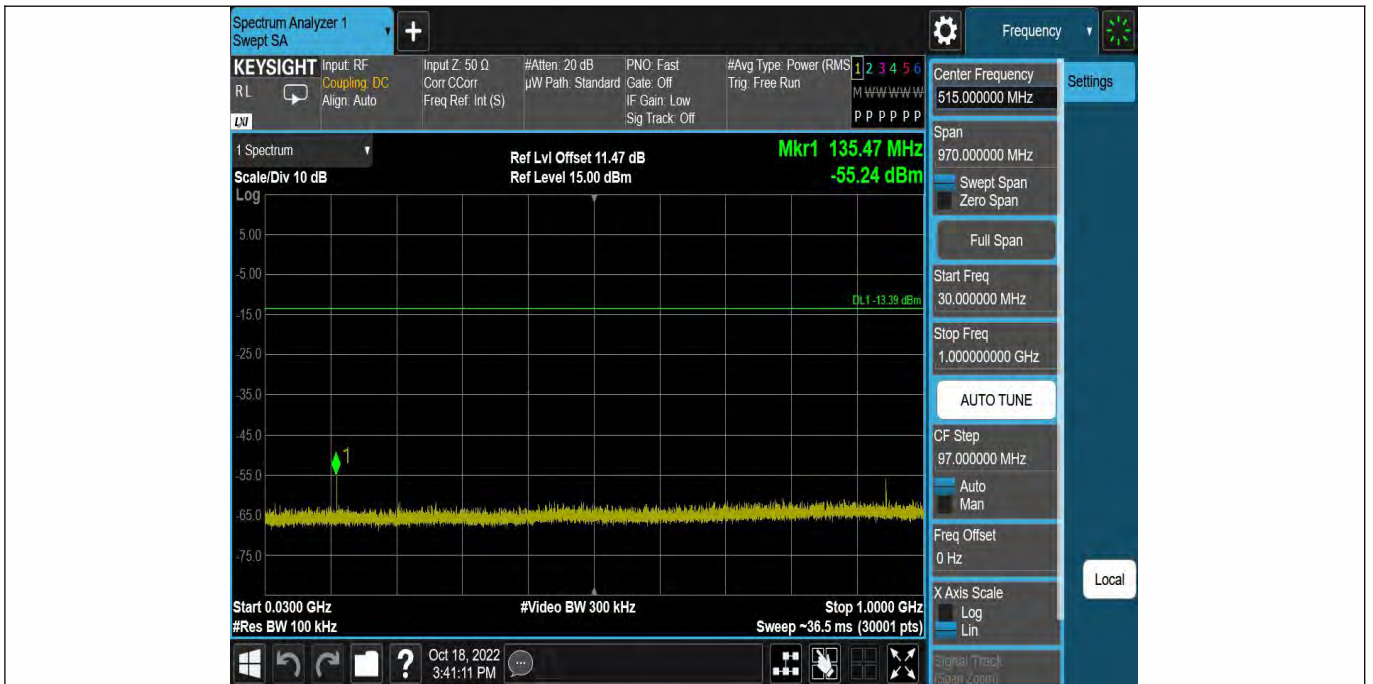 Spectrum Analyzer 1
Swept SA
+
Frequency
KEYSIGHT
RL
LXI
Input: RF
Coupling: DC
Align: Auto
Input Z: 50 Ω
Corr CCorr
Freq Ref: Int (S)
#Atten: 20 dB
µW Path: Standard
PNO: Fast
Gate: Off
IF Gain: Low
Sig Track: Off
#Avg Type: Power (RMS
Trig: Free Run
1 2 3 4 5 6
M W W W W W
P P P P P P
1 Spectrum
Scale/Div 10 dB
Log
Ref Lvl Offset 11.47 dB
Ref Level 15.00 dBm
Mkr1 135.47 MHz
-55.24 dBm
5.00
-5.00
DL1 -13.39 dBm
-15.0
-25.0
-35.0
-45.0
1
-55.0
-65.0
-75.0
Start 0.0300 GHz
#Res BW 100 kHz
#Video BW 300 kHz
Stop 1.0000 GHz
Sweep ~36.5 ms (30001 pts)
?
Oct 18, 2022
3:41:11 PM
Center Frequency
515.000000 MHz
Settings
Span
970.000000 MHz
Swept Span
Zero Span
Full Span
Start Freq
30.000000 MHz
Stop Freq
1.000000000 GHz
AUTO TUNE
CF Step
97.000000 MHz
Auto
Man
Freq Offset
0 Hz
Local
X Axis Scale
Log
Lin
Signal Track
(Span Zoom)